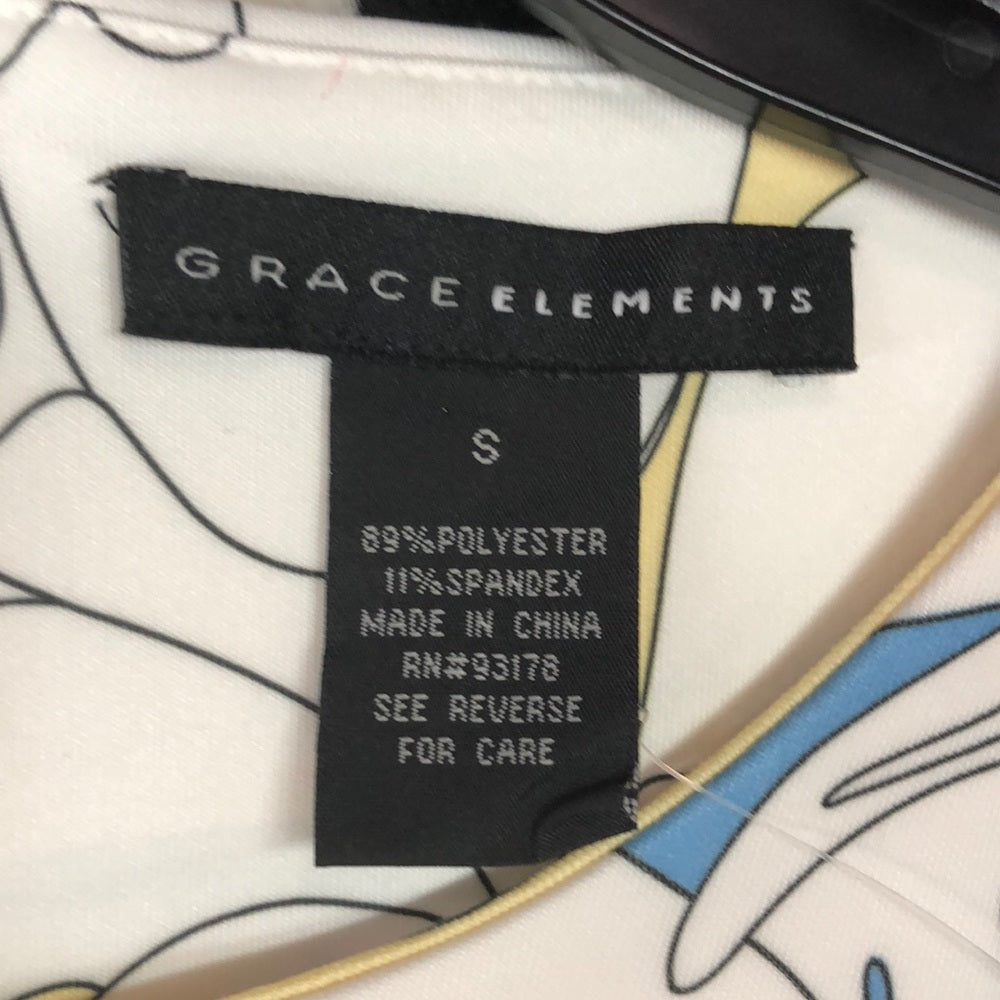 GRACE ELEMENTS
S
89%POLYESTER
11%SPANDEX
MADE IN CHINA
RN#93178
SEE REVERSE
FOR CARE